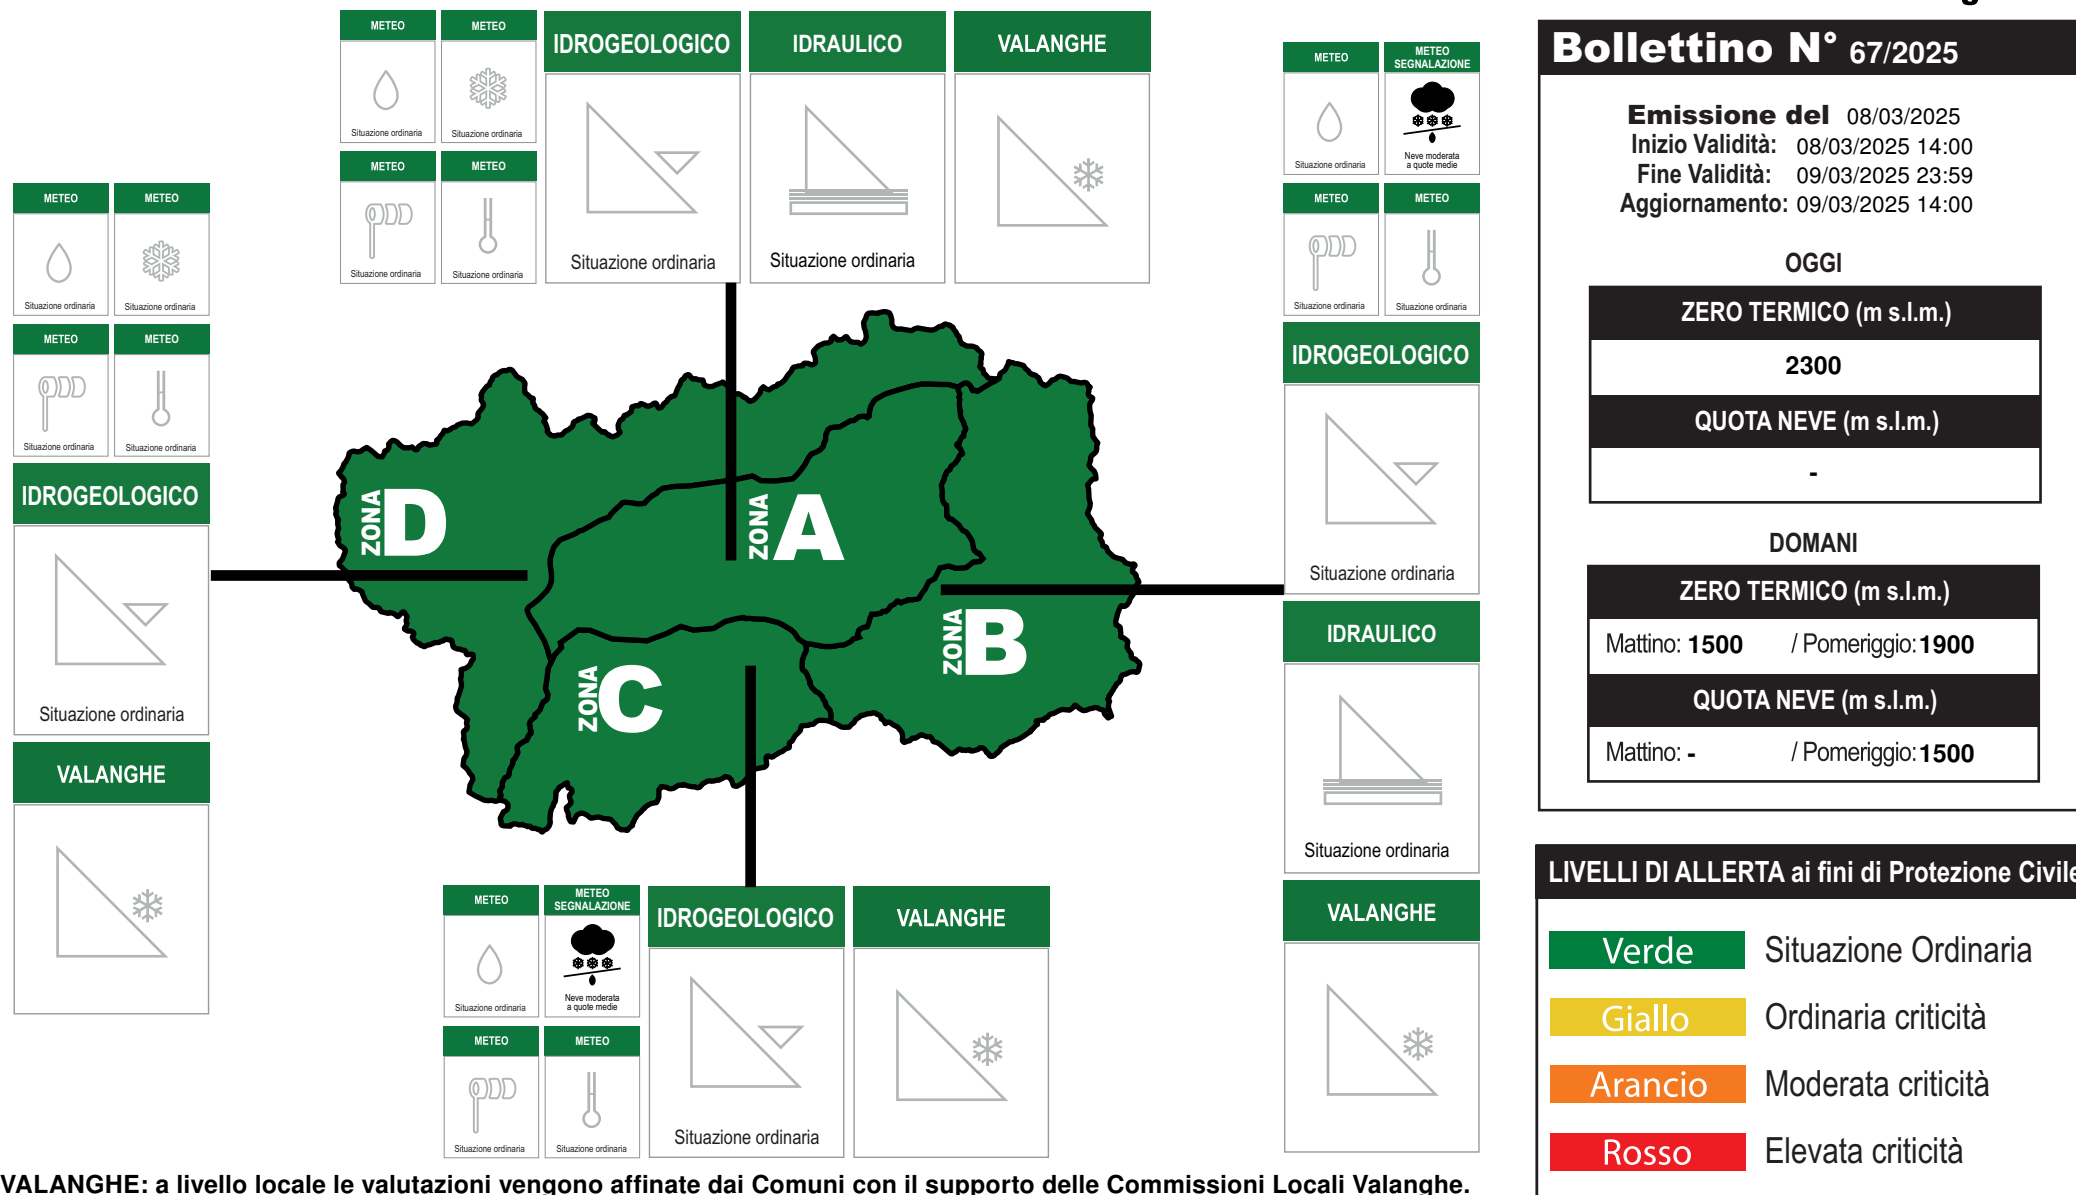 METEO
METEO
Situazione ordinaria
Situazione ordinaria
METEO
METEO
Situazione ordinaria
Situazione ordinaria
IDROGEOLOGICO
Situazione ordinaria
IDRAULICO
Situazione ordinaria
VALANGHE
METEO
METEO
SEGNALAZIONE
Situazione ordinaria
Neve moderata
a quote medie
METEO
METEO
Situazione ordinaria
Situazione ordinaria
IDROGEOLOGICO
Situazione ordinaria
IDRAULICO
Situazione ordinaria
VALANGHE
METEO
METEO
Situazione ordinaria
Situazione ordinaria
METEO
METEO
Situazione ordinaria
Situazione ordinaria
IDROGEOLOGICO
Situazione ordinaria
VALANGHE
ZONA D
ZONA A
ZONA B
ZONA C
METEO
METEO
SEGNALAZIONE
Situazione ordinaria
Neve moderata
a quote medie
METEO
METEO
Situazione ordinaria
Situazione ordinaria
IDROGEOLOGICO
Situazione ordinaria
VALANGHE
VALANGHE: a livello locale le valutazioni vengono affinate dai Comuni con il supporto delle Commissioni Locali Valanghe.
Bollettino N° 67/2025
Emissione del 08/03/2025
Inizio Validità: 08/03/2025 14:00
Fine Validità: 09/03/2025 23:59
Aggiornamento: 09/03/2025 14:00
OGGI
ZERO TERMICO (m s.l.m.)
2300
QUOTA NEVE (m s.l.m.)
-
DOMANI
ZERO TERMICO (m s.l.m.)
Mattino: 1500 / Pomeriggio: 1900
QUOTA NEVE (m s.l.m.)
Mattino: - / Pomeriggio: 1500
LIVELLI DI ALLERTA ai fini di Protezione Civile
Verde Situazione Ordinaria
Giallo Ordinaria criticità
Arancio Moderata criticità
Rosso Elevata criticità